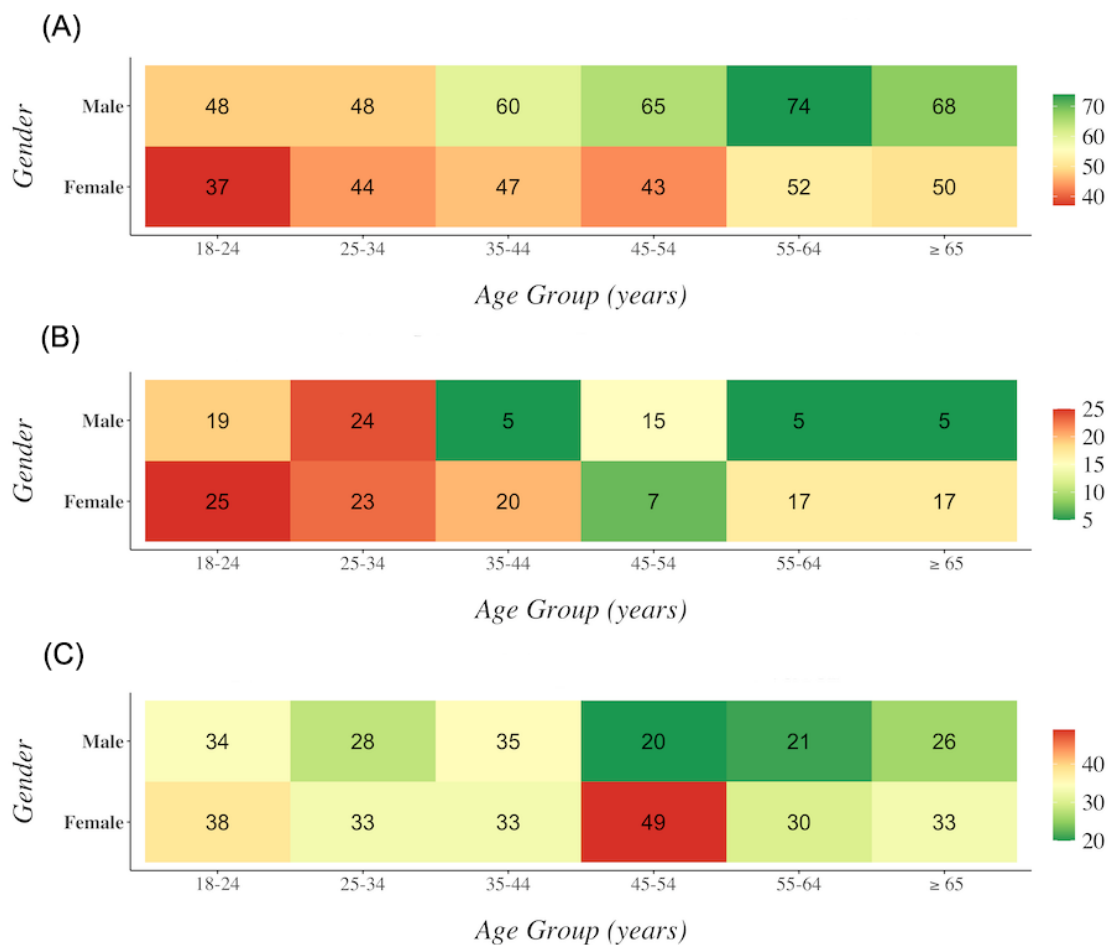 (A)
Gender
Male 48 48 60 65 74 68
Female 37 44 47 43 52 50
18-24 25-34 35-44 45-54 55-64 ≥ 65
Age Group (years)
70
60
50
40
(B)
Gender
Male 19 24 5 15 5 5
Female 25 23 20 7 17 17
18-24 25-34 35-44 45-54 55-64 ≥ 65
Age Group (years)
25
20
15
10
5
(C)
Gender
Male 34 28 35 20 21 26
Female 38 33 33 49 30 33
18-24 25-34 35-44 45-54 55-64 ≥ 65
Age Group (years)
40
30
20